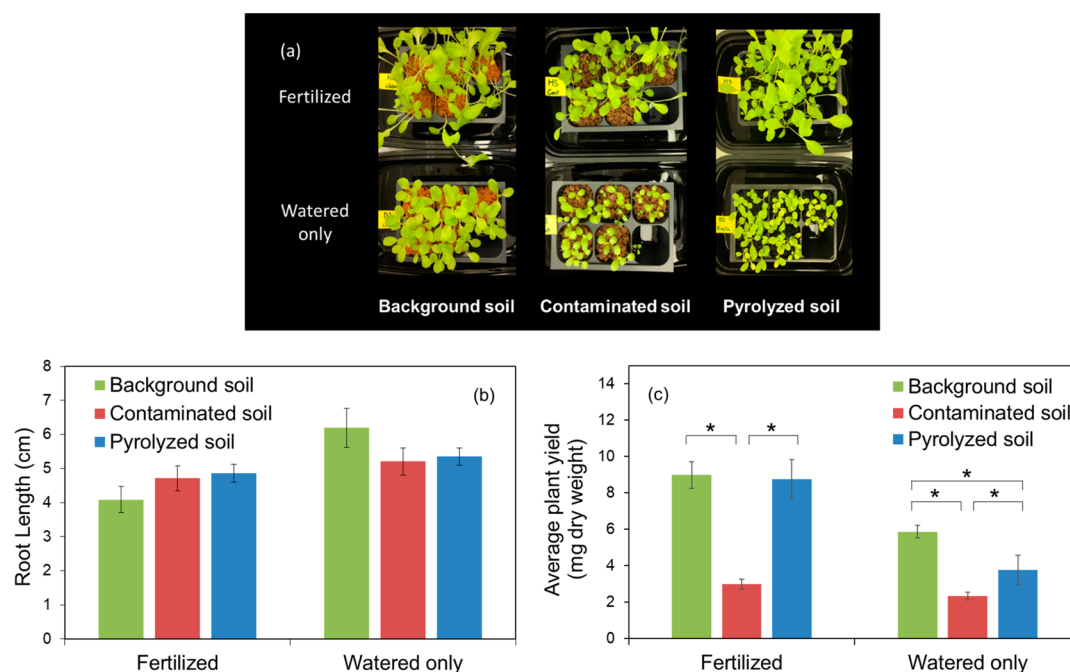 (a)
Fertilized
Watered
only
Background soil
Contaminated soil
Pyrolyzed soil
8
7
6
5
4
3
2
1
0
Root Length (cm)
Background soil
Contaminated soil
Pyrolyzed soil
(b)
Fertilized
Watered only
14
12
10
8
6
4
2
0
Average plant yield
(mg dry weight)
(c)
Background soil
Contaminated soil
Pyrolyzed soil
* *
*
* *
Fertilized
Watered only